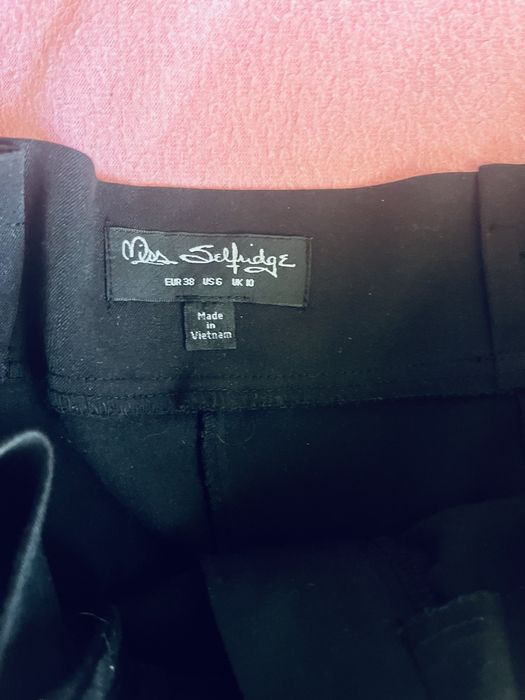 Miss Selfridge
EUR 38 US 6 UK 10
Made
in
Vietnam